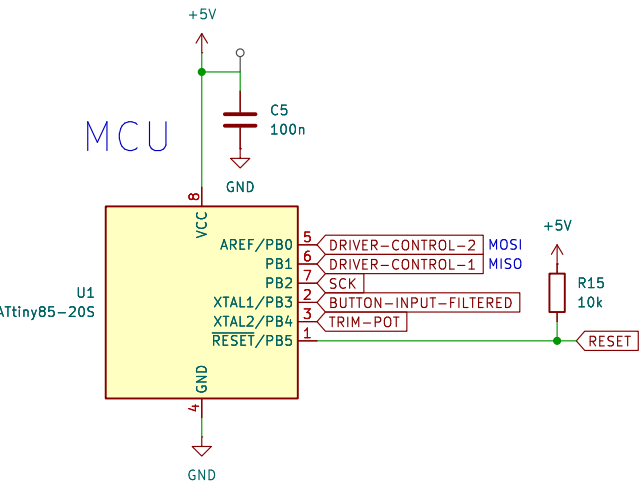 +5V
C5
100n
MCU
GND
8
VCC
+5V
AREF/PB0
5
DRIVER-CONTROL-2
MOSI
PB1
6
DRIVER-CONTROL-1
MISO
PB2
7
SCK
R15
U1
XTAL1/PB3
2
BUTTON-INPUT-FILTERED
10k
ATtiny85-20S
XTAL2/PB4
3
TRIM-POT
RESET/PB5
1
RESET
GND
4
GND